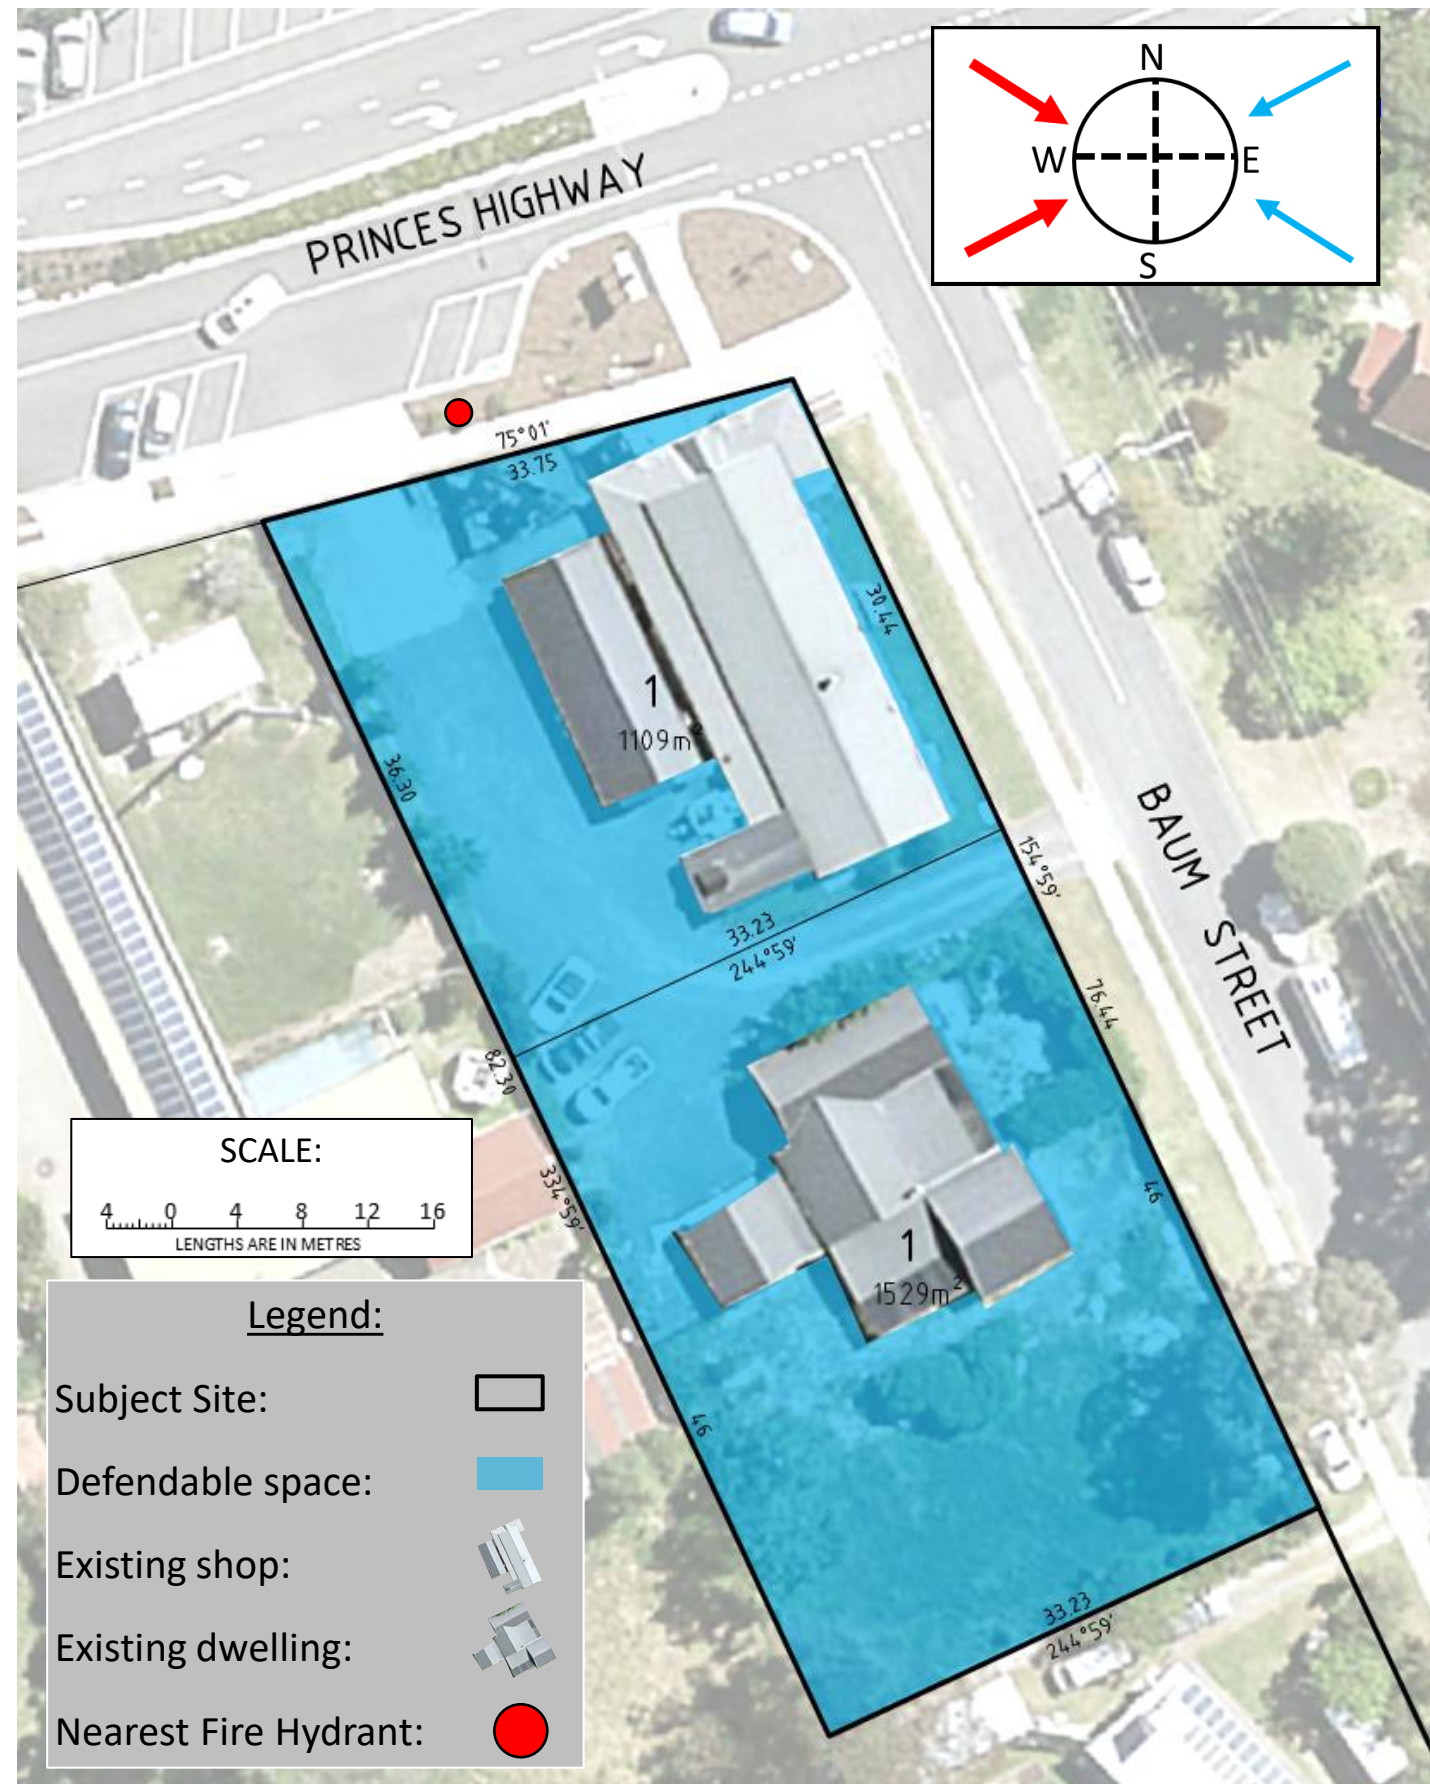 N
W
E
S
PRINCES HIGHWAY
75°01'
33.75
30.44
1
1109m²
36.30
BAUM STREET
154°59'
33.23
244°59'
76.44
82.30
334°59'
46
1
1529m²
46
33.23
244°59'
SCALE:
4 0 4 8 12 16
LENGTHS ARE IN METRES
Legend:
Subject Site:
Defendable space:
Existing shop:
Existing dwelling:
Nearest Fire Hydrant: